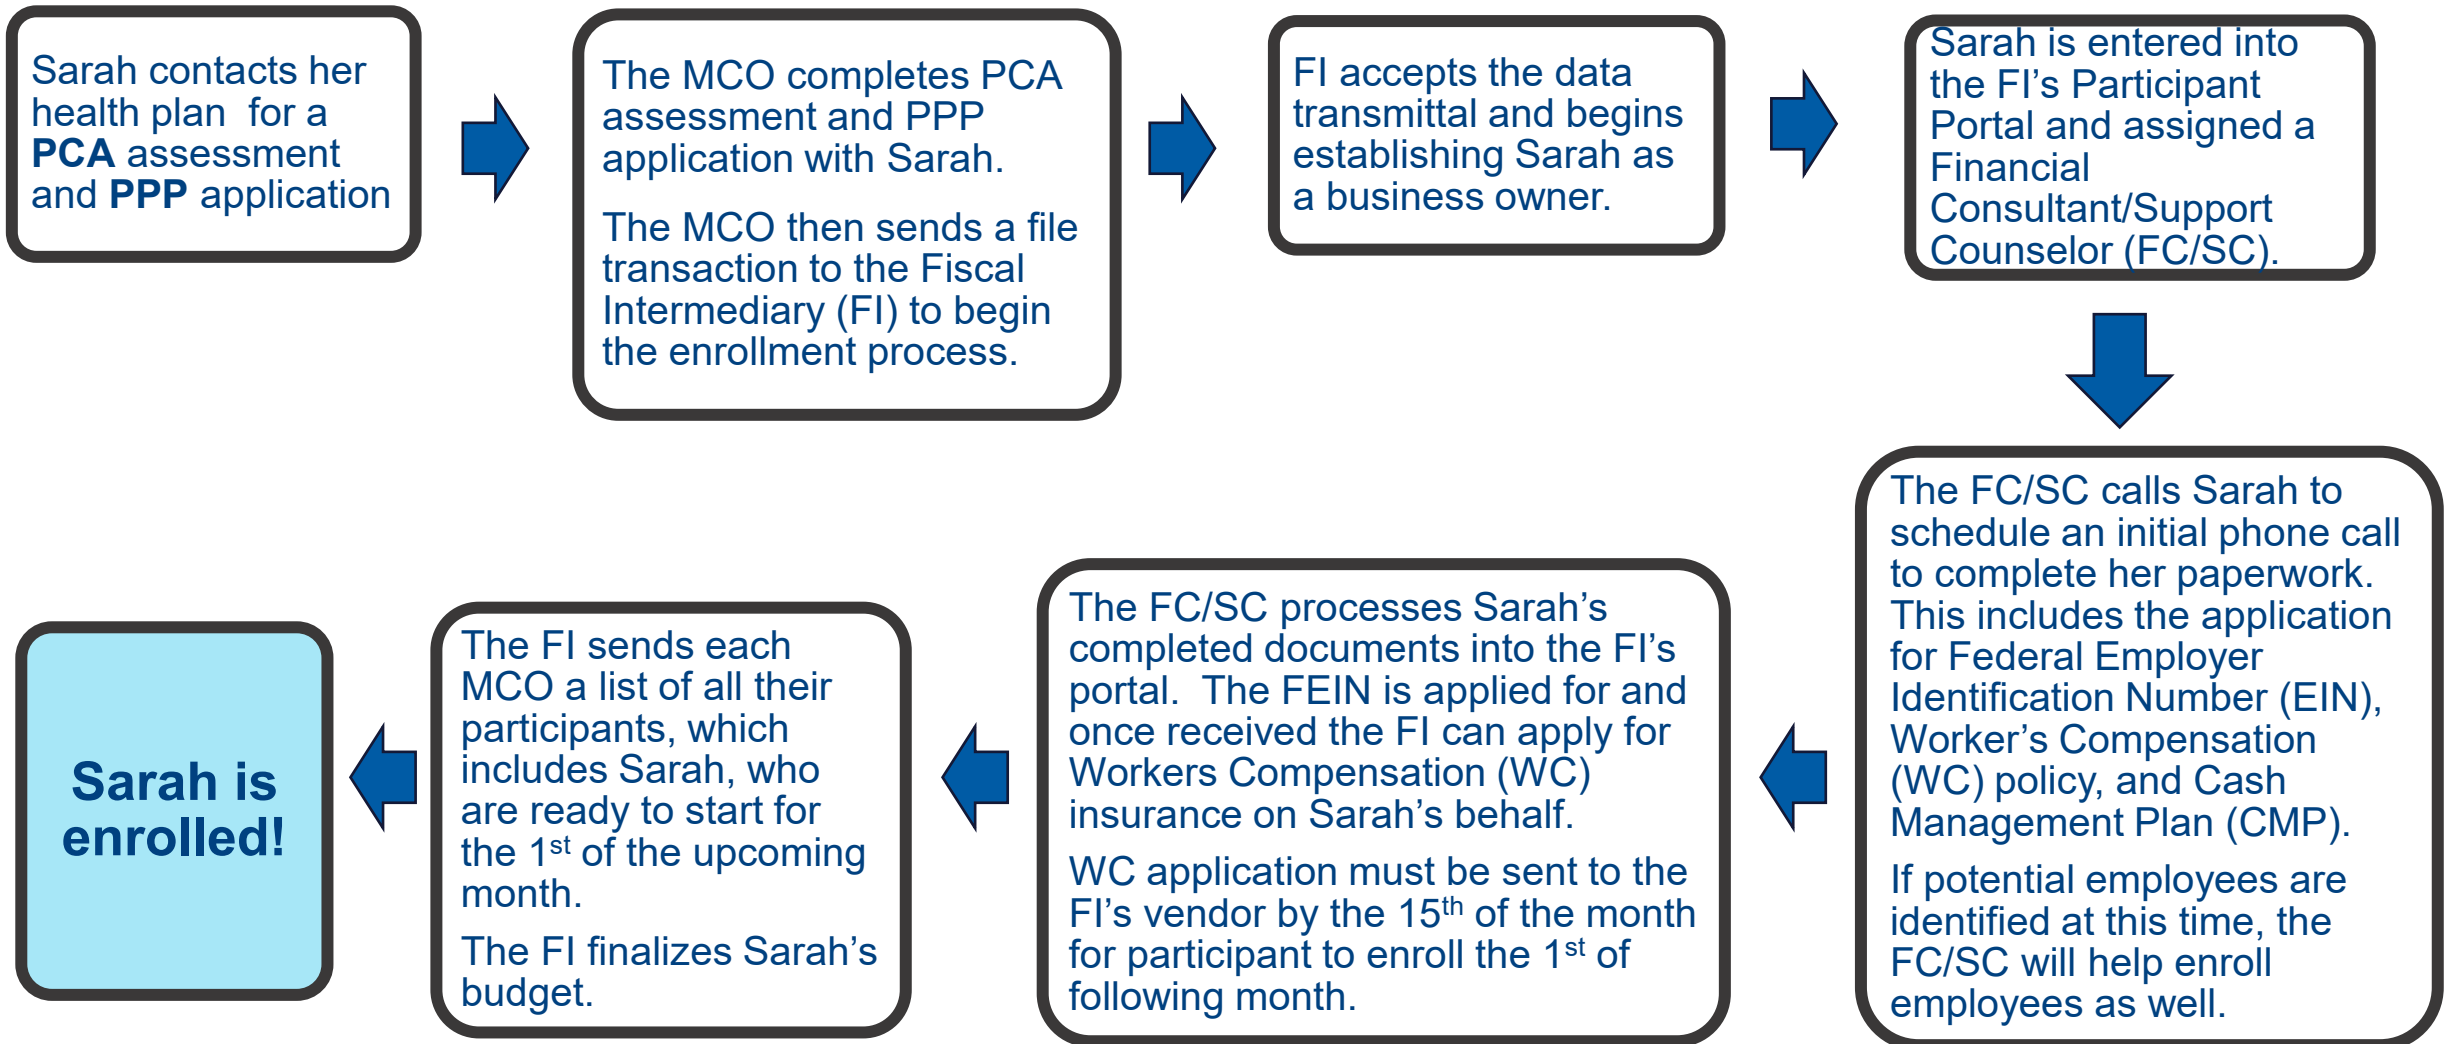 Sarah contacts her
health plan  for a
PCA assessment
and PPP application
The MCO completes PCA
assessment and PPP
application with Sarah.
The MCO then sends a file
transaction to the Fiscal
Intermediary (FI) to begin
the enrollment process.
FI accepts the data
transmittal and begins
establishing Sarah as
a business owner.
Sarah is entered into
the FI’s Participant
Portal and assigned a
Financial
Consultant/Support
Counselor (FC/SC).
The FC/SC calls Sarah to
schedule an initial phone call
to complete her paperwork.
This includes the application
for Federal Employer
Identification Number (EIN),
Worker’s Compensation
(WC) policy, and Cash
Management Plan (CMP).
If potential employees are
identified at this time, the
FC/SC will help enroll
employees as well.
The FC/SC processes Sarah’s
completed documents into the FI’s
portal.  The FEIN is applied for and
once received the FI can apply for
Workers Compensation (WC)
insurance on Sarah’s behalf.
WC application must be sent to the
FI’s vendor by the 15th of the month
for participant to enroll the 1st of
following month.
The FI sends each
MCO a list of all their
participants, which
includes Sarah, who
are ready to start for
the 1st of the upcoming
month.
The FI finalizes Sarah’s
budget.
Sarah is
enrolled!